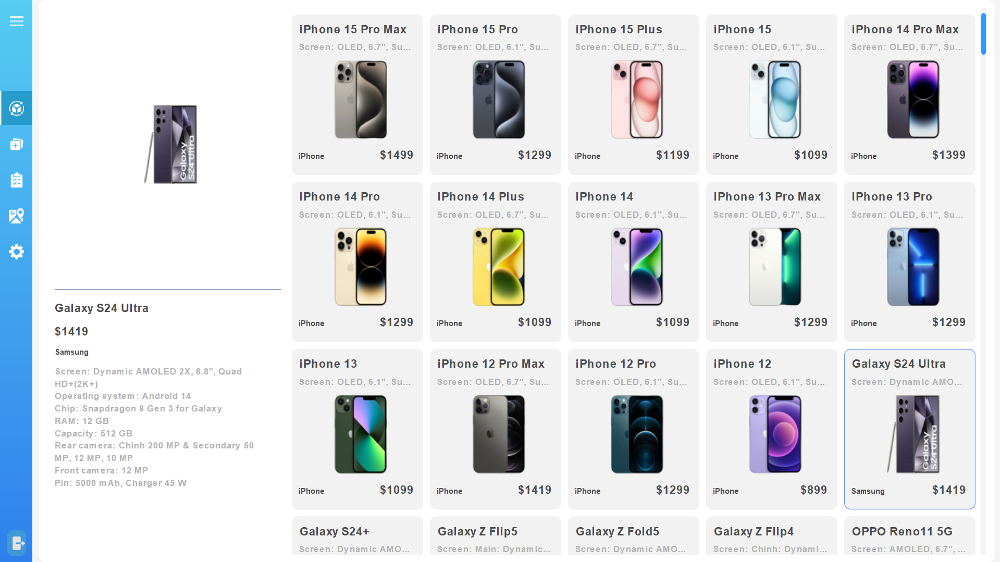 Galaxy
S24 Ultra
Galaxy S24 Ultra
$1419
Samsung
Screen: Dynamic AMOLED 2X, 6.8", Quad
HD+(2K+)
Operating system: Android 14
Chip: Snapdragon 8 Gen 3 for Galaxy
RAM: 12 GB
Capacity: 512 GB
Rear camera: Chính 200 MP & Secondary 50
MP, 12 MP, 10 MP
Front camera: 12 MP
Pin: 5000 mAh, Charger 45 W
iPhone 15 Pro Max
Screen: OLED, 6.7", Su...
iPhone
$1499
iPhone 15 Pro
Screen: OLED, 6.1", Su...
iPhone
$1299
iPhone 15 Plus
Screen: OLED, 6.7", Su...
iPhone
$1199
iPhone 15
Screen: OLED, 6.1", Su...
iPhone
$1099
iPhone 14 Pro Max
Screen: OLED, 6.7", Su...
iPhone
$1399
iPhone 14 Pro
Screen: OLED, 6.1", Su...
iPhone
$1299
iPhone 14 Plus
Screen: OLED, 6.7", Su...
iPhone
$1099
iPhone 14
Screen: OLED, 6.1", Su...
iPhone
$1099
iPhone 13 Pro Max
Screen: OLED, 6.7", Su...
iPhone
$1299
iPhone 13 Pro
Screen: OLED, 6.1", Su...
iPhone
$1299
iPhone 13
Screen: OLED, 6.1", Su...
iPhone
$1099
iPhone 12 Pro Max
Screen: OLED, 6.7", Su...
iPhone
$1419
iPhone 12 Pro
Screen: OLED, 6.1", Su...
iPhone
$1299
iPhone 12
Screen: OLED, 6.1", Su...
iPhone
$899
Galaxy S24 Ultra
Screen: Dynamic AMO...
Galaxy
S24 Ultra
Samsung
$1419
Galaxy S24+
Screen: Dynamic AMO...
Galaxy Z Flip5
Screen: Main: Dynamic...
Galaxy Z Fold5
Screen: Dynamic AMO...
Galaxy Z Flip4
Screen: Chính: Dynami...
OPPO Reno11 5G
Screen: AMOLED, 6.7", ...